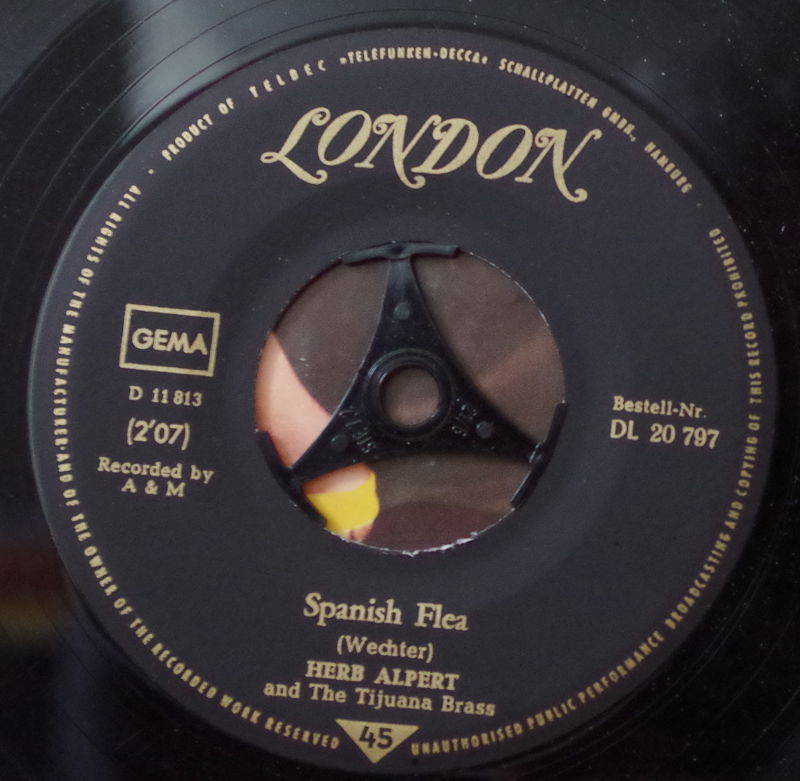 PRODUCT OF TELDEC »TELEFUNKEN-DECCA« SCHALLPLATTEN GMBH., HAMBURG ·
LONDON
GEMA
D 11 813
(2'07)
Recorded by
A & M
Bestell-Nr.
DL 20 797
Spanish Flea
(Wechter)
HERB ALPERT
and The Tijuana Brass
45
ALL RIGHTS OF THE MANUFACTURER AND OF THE OWNER OF THE RECORDED WORK RESERVED
UNAUTHORISED PUBLIC PERFORMANCE BROADCASTING AND COPYING OF THIS RECORD PROHIBITED